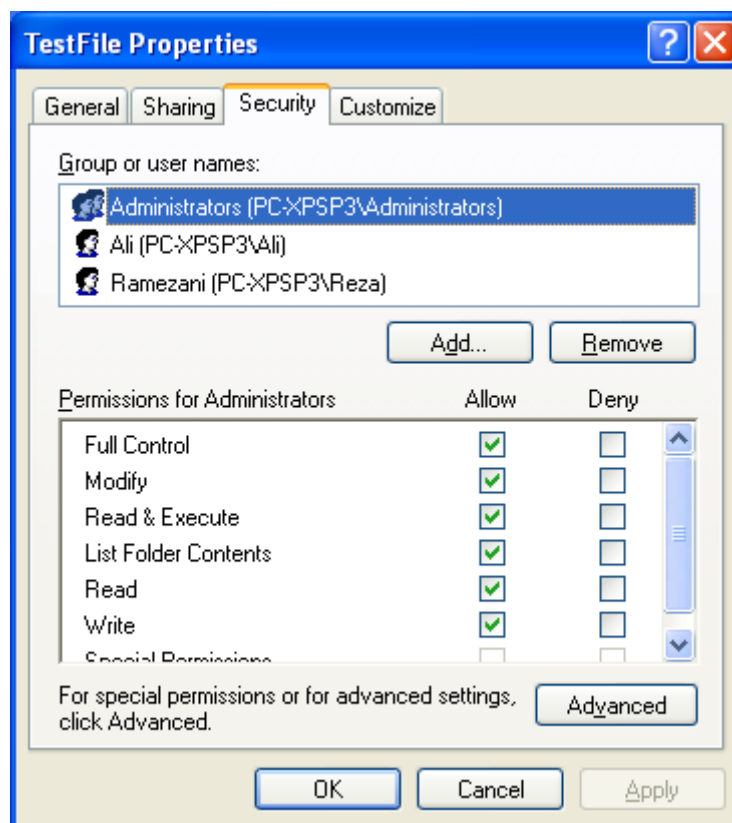 TestFile Properties
General Sharing Security Customize
Group or user names:
Administrators (PC-XPSP3\Administrators)
Ali (PC-XPSP3\Ali)
Ramezani (PC-XPSP3\Reza)
Add... Remove
Permissions for Administrators Allow Deny
Full Control
Modify
Read & Execute
List Folder Contents
Read
Write
Special Permissions
For special permissions or for advanced settings,
click Advanced.
Advanced
OK Cancel Apply